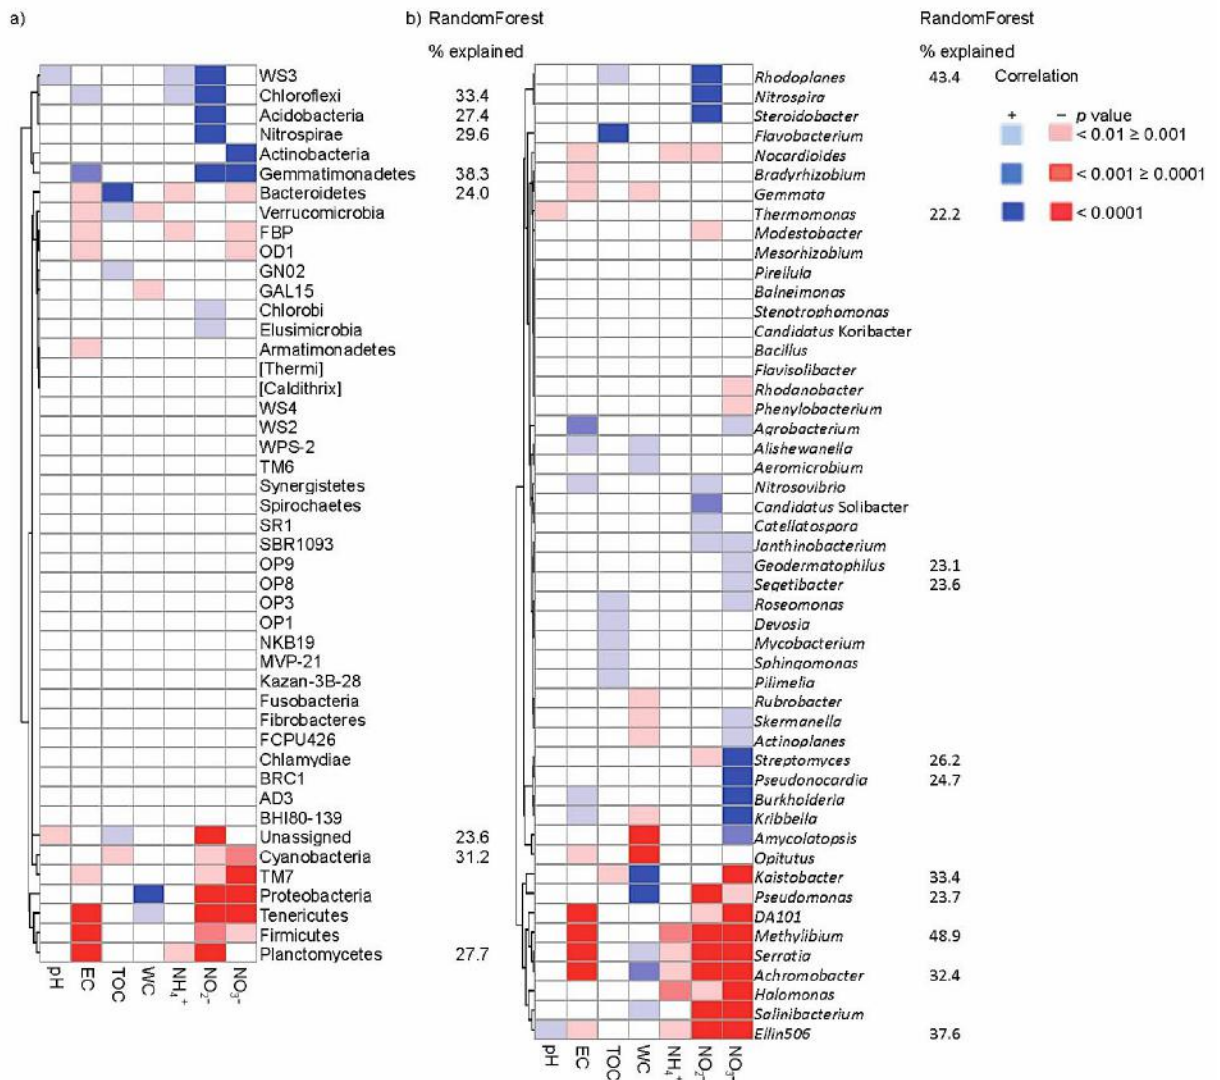 a)
b) RandomForest
% explained
RandomForest
% explained
WS3
Chloroflexi 33.4
Acidobacteria 27.4
Nitrospirae 29.6
Actinobacteria
Gemmatimonadetes 38.3
Bacteroidetes 24.0
Verrucomicrobia
FBP
OD1
GN02
GAL15
Chlorobi
Elusimicrobia
Armatimonadetes
[Thermi]
[Caldithrix]
WS4
WS2
WPS-2
TM6
Synergistetes
Spirochaetes
SR1
SBR1093
OP9
OP8
OP3
OP1
NKB19
MVP-21
Kazan-3B-28
Fusobacteria
Fibrobacteres
FCPU426
Chlamydiae
BRC1
AD3
BHI80-139
Unassigned 23.6
Cyanobacteria 31.2
TM7
Proteobacteria
Tenericutes
Firmicutes
Planctomycetes 27.7
pH EC TOC WC NH₄⁺ NO₂⁻ NO₃⁻
Rhodoplanes 43.4
Nitrospira
Steroidobacter
Flavobacterium
Nocardioides
Bradyrhizobium
Gemmata
Thermomonas 22.2
Modestobacter
Mesorhizobium
Pirellula
Balneimonas
Stenotrophomonas
Candidatus Koribacter
Bacillus
Flavisolibacter
Rhodanobacter
Phenylobacterium
Agrobacterium
Alishewanella
Aeromicrobium
Nitrosovibrio
Candidatus Solibacter
Catellatospora
Janthinobacterium
Geodermatophilus 23.1
Segetibacter 23.6
Roseomonas
Devosia
Mycobacterium
Sphingomonas
Pilimelia
Rubrobacter
Skermanella
Actinoplanes
Streptomyces 26.2
Pseudonocardia 24.7
Burkholderia
Kribbella
Amycolatopsis
Opitutus
Kaistobacter 33.4
Pseudomonas 23.7
DA101
Methylibium 48.9
Serratia
Achromobacter 32.4
Halomonas
Salinibacterium
Ellin506 37.6
pH EC TOC WC NH₄⁺ NO₂⁻ NO₃⁻
Correlation
+ − p value
< 0.01 ≥ 0.001
< 0.001 ≥ 0.0001
< 0.0001